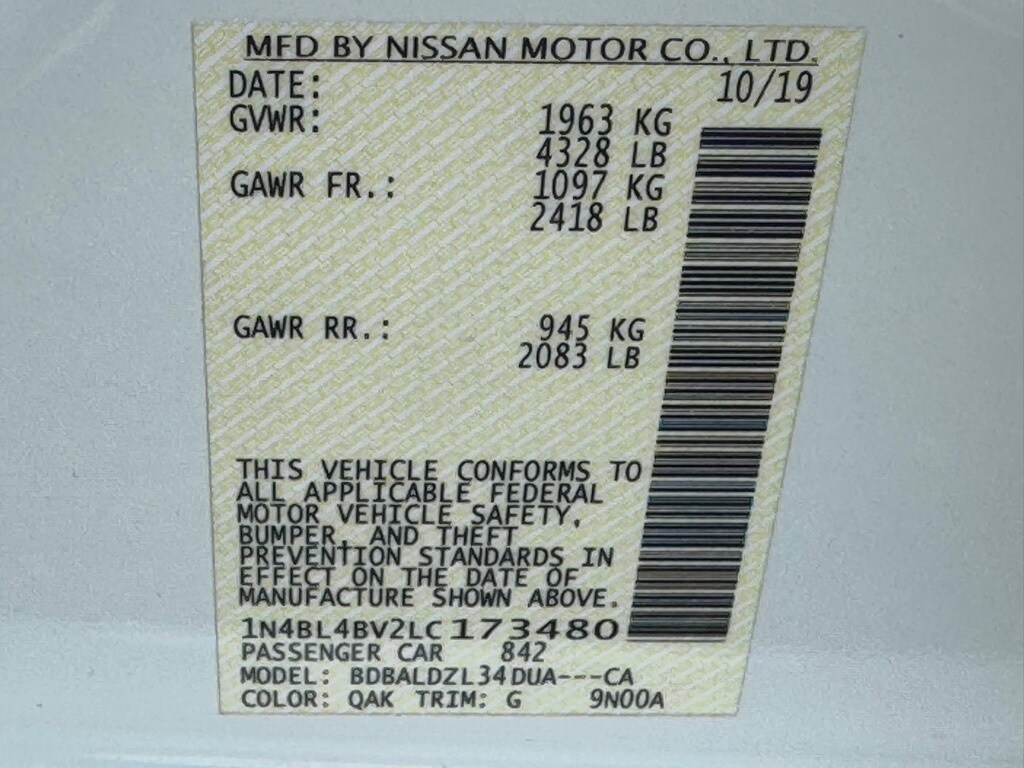 MFD BY NISSAN MOTOR CO., LTD.
DATE: 10/19
GVWR: 1963 KG
4328 LB
GAWR FR.: 1097 KG
2418 LB
GAWR RR.: 945 KG
2083 LB
THIS VEHICLE CONFORMS TO
ALL APPLICABLE FEDERAL
MOTOR VEHICLE SAFETY,
BUMPER, AND THEFT
PREVENTION STANDARDS IN
EFFECT ON THE DATE OF
MANUFACTURE SHOWN ABOVE.
1N4BL4BV2LC173480
PASSENGER CAR 842
MODEL: BDBALDZL34DUA---CA
COLOR: QAK TRIM: G 9N00A